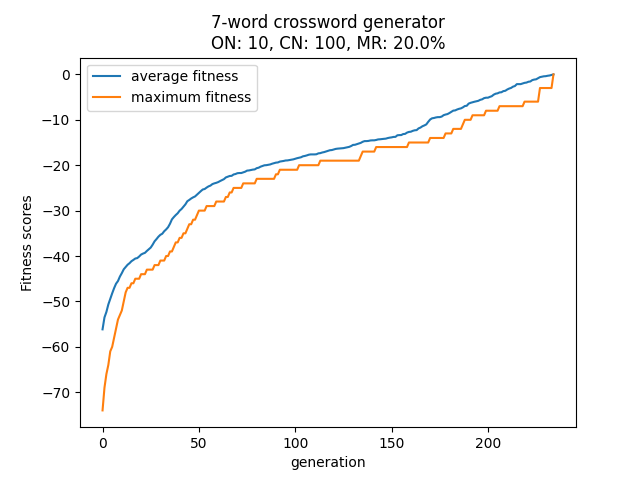 7-word crossword generator
ON: 10, CN: 100, MR: 20.0%
average fitness
maximum fitness
Fitness scores
0
−10
−20
−30
−40
−50
−60
−70
0 50 100 150 200
generation